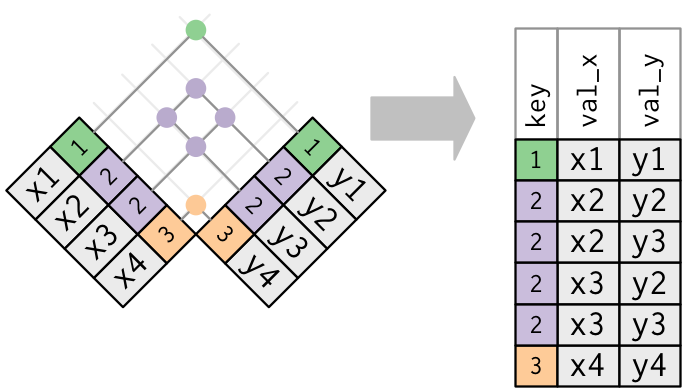 1 x1
2 x2
2 x3
3 x4
1 y1
2 y2
2 y3
3 y4
key val_x val_y
1 x1 y1
2 x2 y2
2 x2 y3
2 x3 y2
2 x3 y3
3 x4 y4